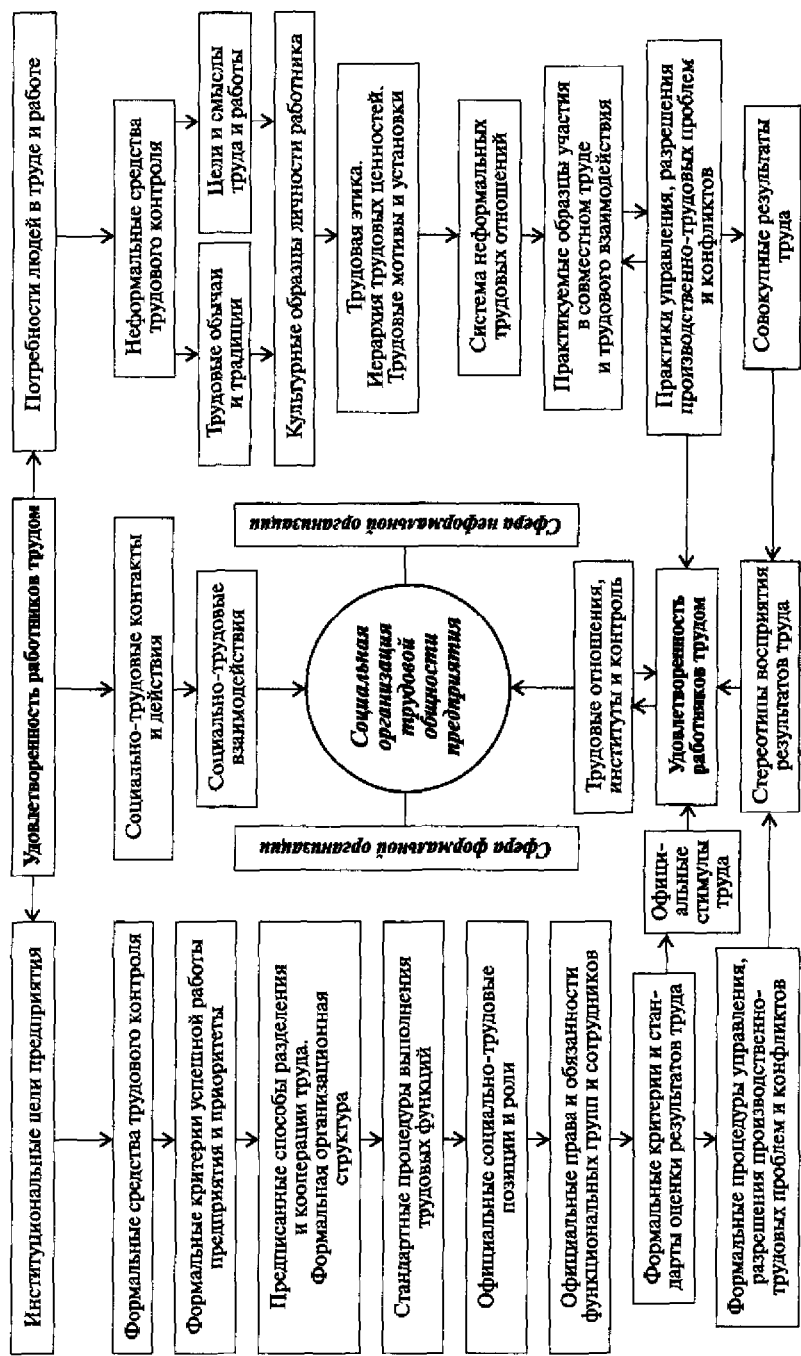 Институциональные цели предприятия
Формальные средства трудового контроля
Формальные критерии успешной работы
предприятия и приоритеты
Предписанные способы разделения
и кооперации труда.
Формальная организационная
структура
Стандартные процедуры выполнения
трудовых функций
Официальные социально-трудовые
позиции и роли
Официальные права и обязанности
функциональных групп и сотрудников
Формальные критерии и стан-
дарты оценки результатов труда
Формальные процедуры управления,
разрешения производственно-
трудовых проблем и конфликтов
Официа-
альные
стимулы
труда
Удовлетворенность работников трудом
Социально-трудовые контакты
и действия
Социально-трудовые
взаимодействия
Сфера формальной организации
Социальная
организация
трудовой
общности
предприятия
Сфера неформальной организации
Трудовые отношения,
институты и контроль
Удовлетворенность
работников трудом
Стереотипы восприятия
результатов труда
Потребности людей в труде и работе
Неформальные средства
трудового контроля
Трудовые обычаи
и традиции
Цели и смыслы
труда и работы
Культурные образцы личности работника
Трудовая этика.
Иерархия трудовых ценностей.
Трудовые мотивы и установки
Система неформальных
трудовых отношений
Практикуемые образцы участия
в совместном труде
и трудового взаимодействия
Практики управления, разрешения
производственно-трудовых проблем
и конфликтов
Совокупные результаты
труда